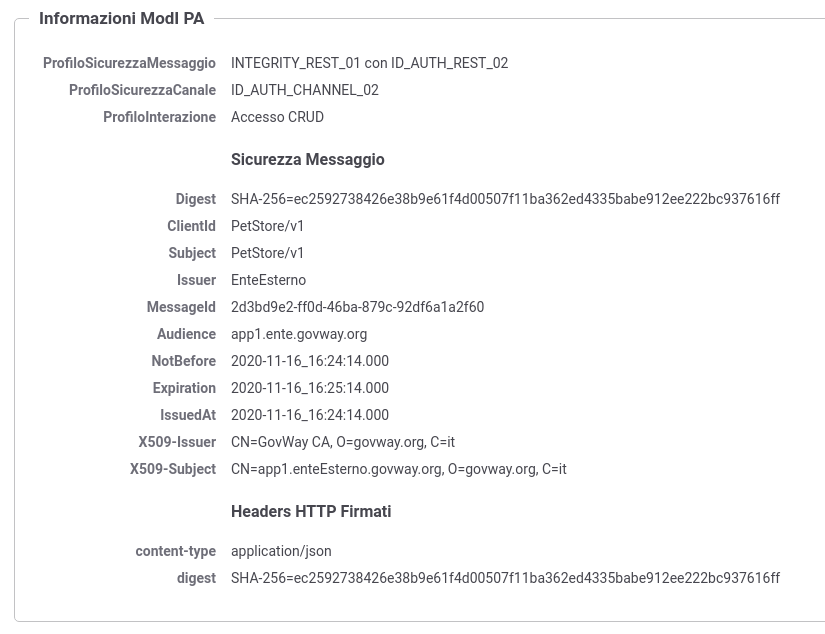 Informazioni ModI PA
ProfiloSicurezzaMessaggio INTEGRITY_REST_01 con ID_AUTH_REST_02
ProfiloSicurezzaCanale ID_AUTH_CHANNEL_02
ProfiloInterazione Accesso CRUD
Sicurezza Messaggio
Digest SHA-256=ec2592738426e38b9e61f4d00507f11ba362ed4335babe912ee222bc937616ff
ClientId PetStore/v1
Subject PetStore/v1
Issuer EnteEsterno
MessageId 2d3bd9e2-ff0d-46ba-879c-92df6a1a2f60
Audience app1.ente.govway.org
NotBefore 2020-11-16_16:24:14.000
Expiration 2020-11-16_16:25:14.000
IssuedAt 2020-11-16_16:24:14.000
X509-Issuer CN=GovWay CA, O=govway.org, C=it
X509-Subject CN=app1.enteEsterno.govway.org, O=govway.org, C=it
Headers HTTP Firmati
content-type application/json
digest SHA-256=ec2592738426e38b9e61f4d00507f11ba362ed4335babe912ee222bc937616ff